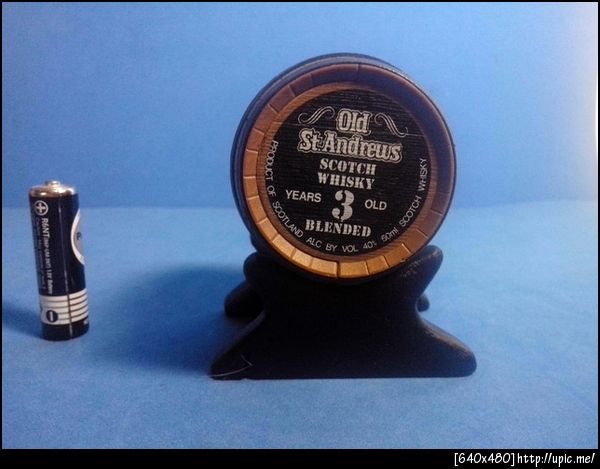 Old
St Andrews
SCOTCH
WHISKY
YEARS 3 OLD
BLENDED
PRODUCT OF SCOTLAND ALC BY VOL 40% 50ml SCOTCH WHISKY
R6NT
[640x480]http://upic.me/